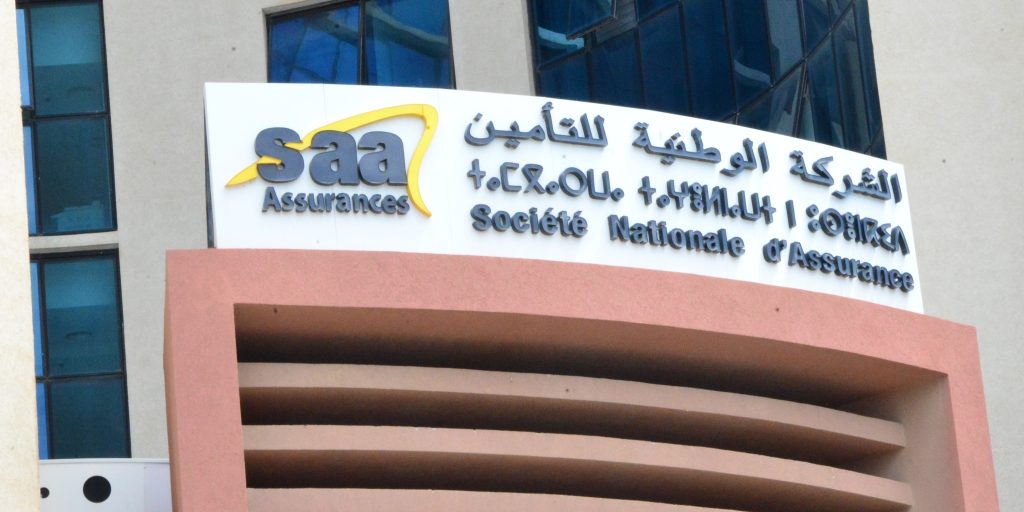 saa
Assurances
الشركة الوطنية للتأمين
Société Nationale d'Assurance